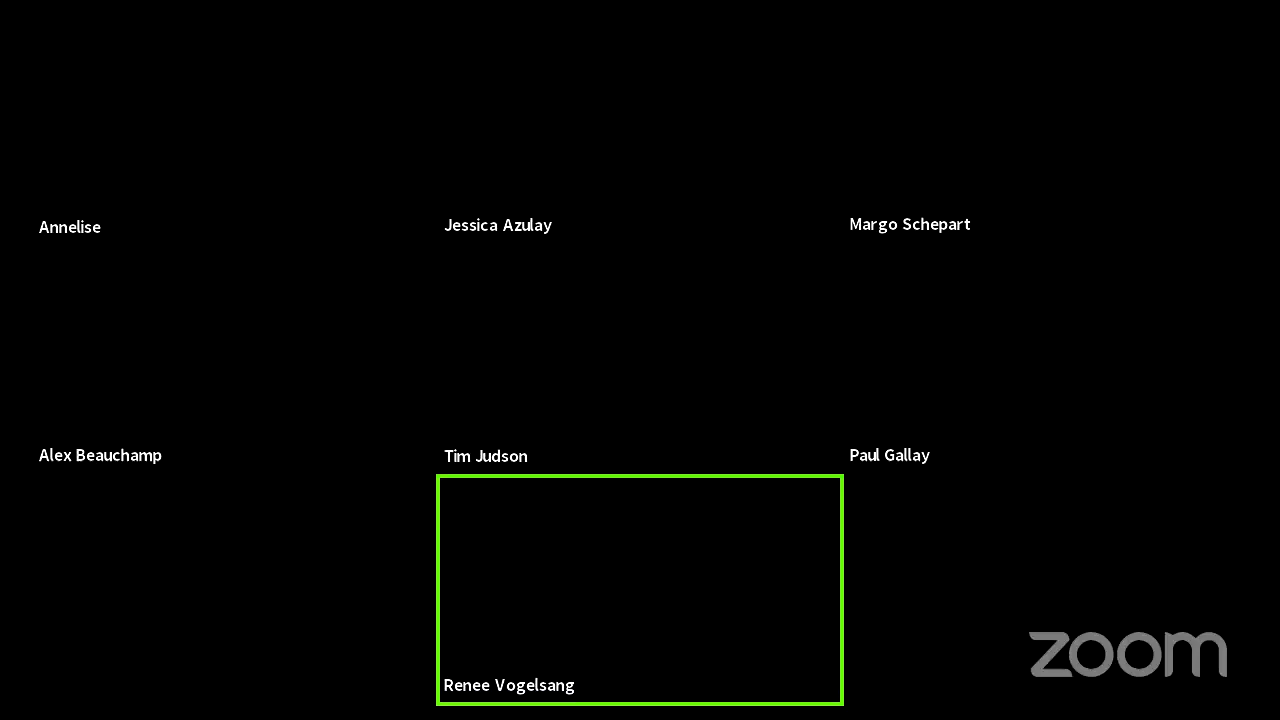 Annelise
Jessica Azulay
Margo Schepart
Alex Beauchamp
Tim Judson
Paul Gallay
Renee Vogelsang
zoom